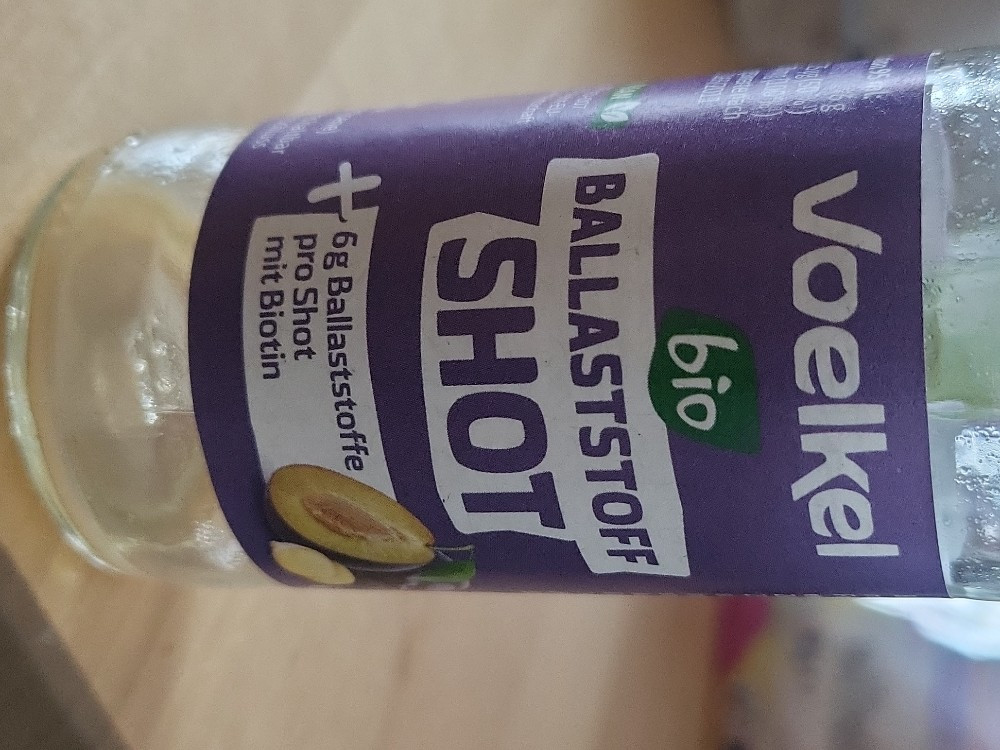 Voelkel
bio
BALLASTSTOFF
SHOT
+
6g Ballaststoffe
pro Shot
mit Biotin